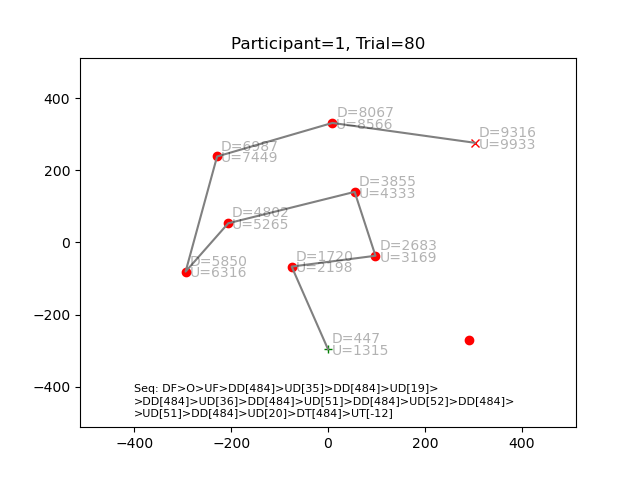 Participant=1, Trial=80
400
200
0
−200
−400
−400
−200
0
200
400
D=8067
U=8566
D=9316
U=9933
D=6987
U=7449
D=3855
U=4333
D=4802
U=5265
D=2683
U=3169
D=1720
U=2198
D=5850
U=6316
D=447
U=1315
Seq: DF>O>UF>DD[484]>UD[35]>DD[484]>UD[19]>
>DD[484]>UD[36]>DD[484]>UD[51]>DD[484]>UD[52]>DD[484]>
>UD[51]>DD[484]>UD[20]>DT[484]>UT[-12]